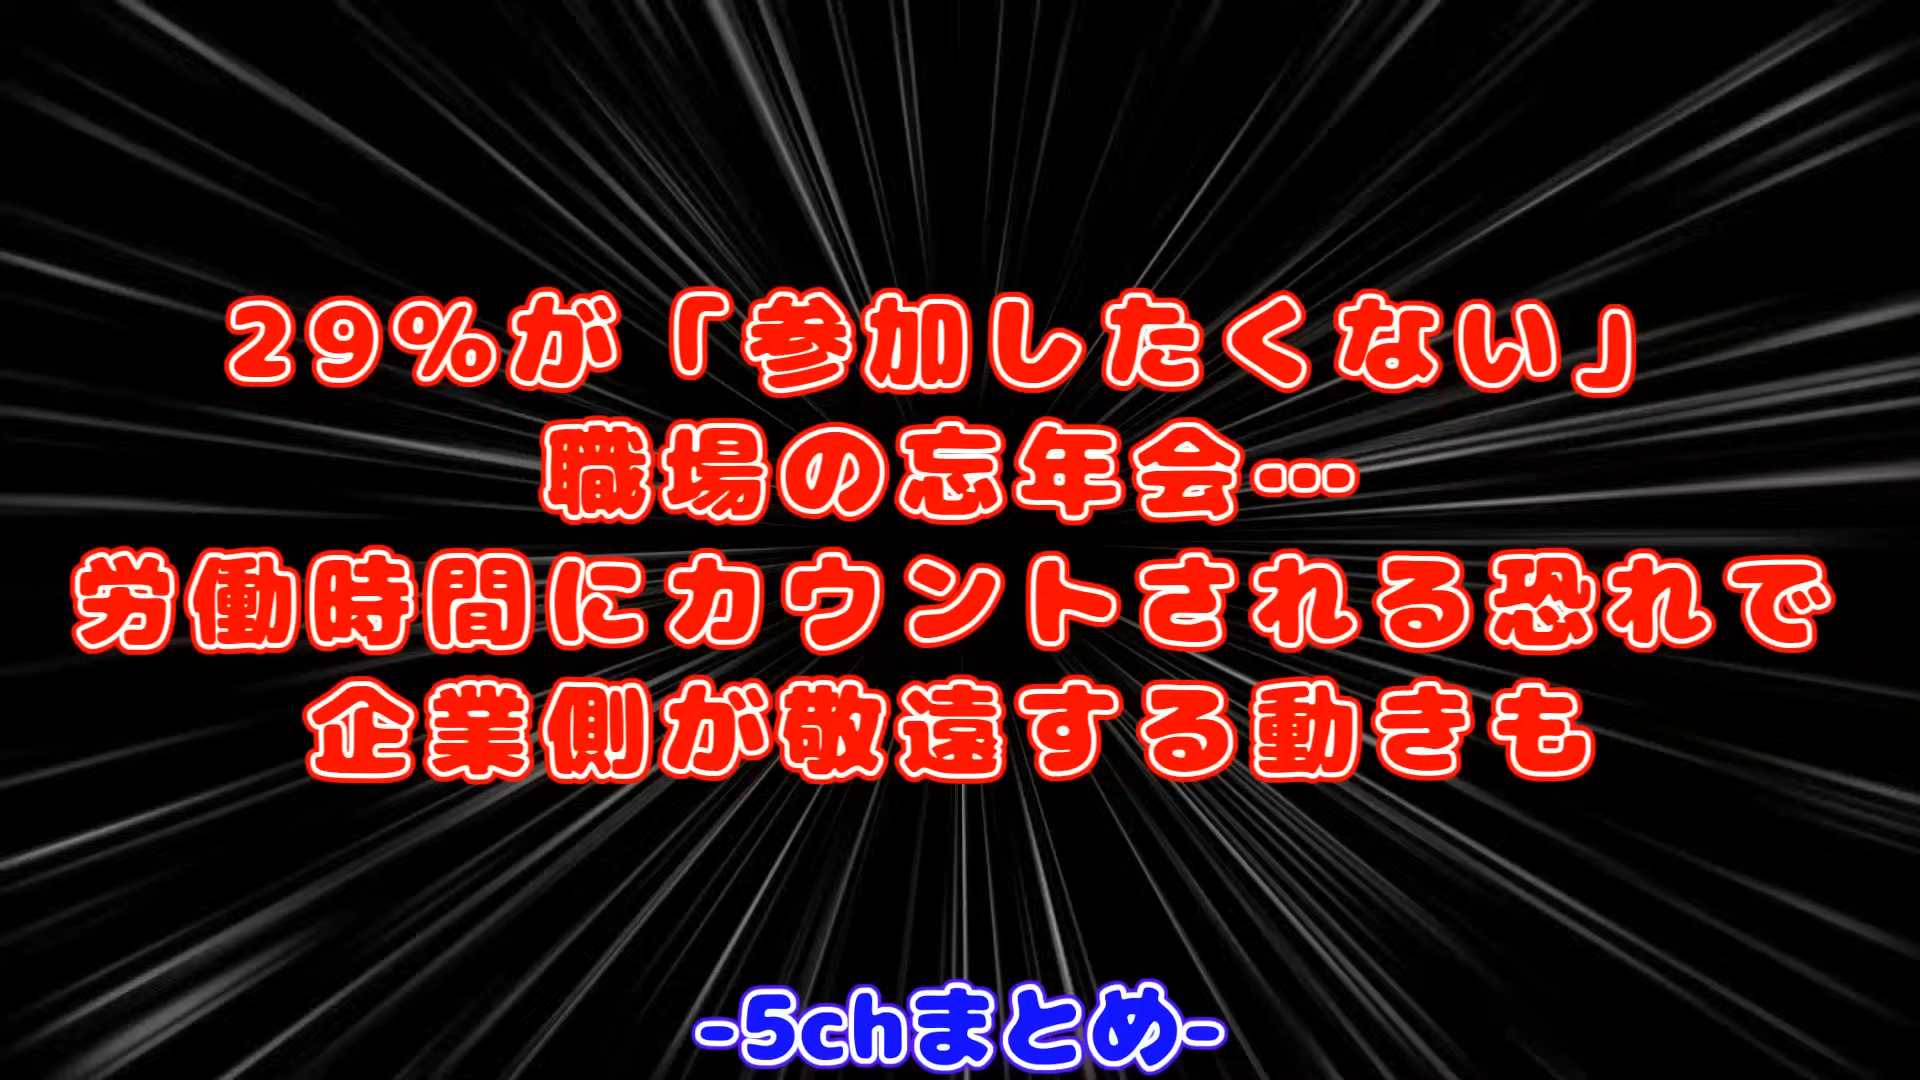 29%が「参加したくない」
職場の忘年会…
労働時間にカウントされる恐れで
企業側が敬遠する動きも
-5chまとめ-